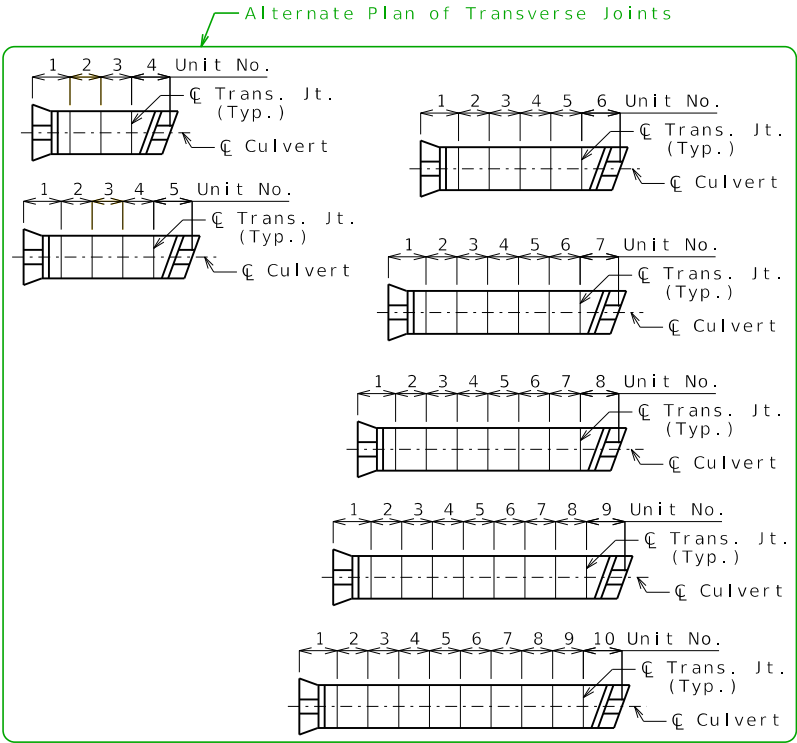 Alternate Plan of Transverse Joints
1 2 3 4 Unit No.
℄ Trans. Jt.
(Typ.)
℄ Culvert
1 2 3 4 5 Unit No.
℄ Trans. Jt.
(Typ.)
℄ Culvert
1 2 3 4 5 6 Unit No.
℄ Trans. Jt.
(Typ.)
℄ Culvert
1 2 3 4 5 6 7 Unit No.
℄ Trans. Jt.
(Typ.)
℄ Culvert
1 2 3 4 5 6 7 8 Unit No.
℄ Trans. Jt.
(Typ.)
℄ Culvert
1 2 3 4 5 6 7 8 9 Unit No.
℄ Trans. Jt.
(Typ.)
℄ Culvert
1 2 3 4 5 6 7 8 9 10 Unit No.
℄ Trans. Jt.
(Typ.)
℄ Culvert